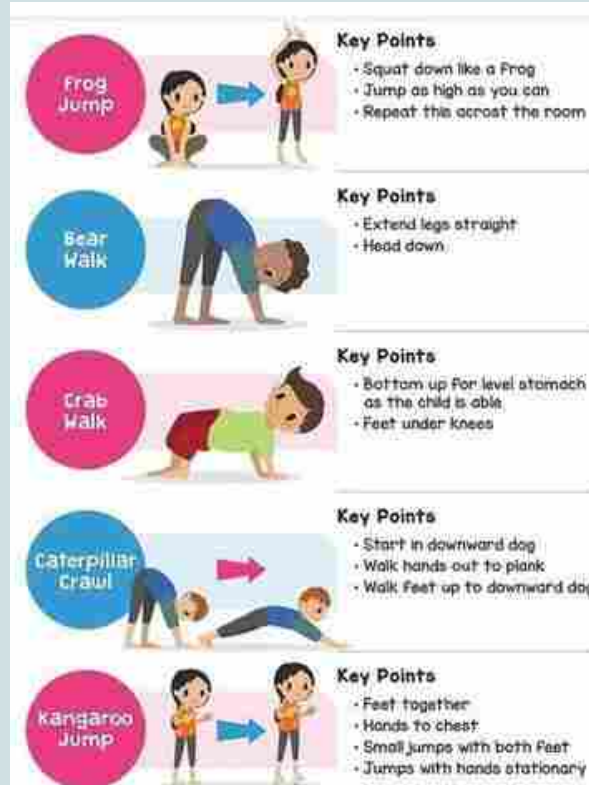 Frog
Jump
Key Points
• Squat down like a Frog
• Jump as high as you can
• Repeat this acrost the room
Bear
Walk
Key Points
• Extend legs straight
• Head down
Crab
Walk
Key Points
• Bottom up for level stomach
as the child is able
• Feet under knees
Caterpillar
Crawl
Key Points
• Start in downward dog
• Walk hands out to plank
• Walk feet up to downward dog
Kangaroo
Jump
Key Points
• Feet together
• Hands to chest
• Small jumps with both feet
• Jumps with hands stationary